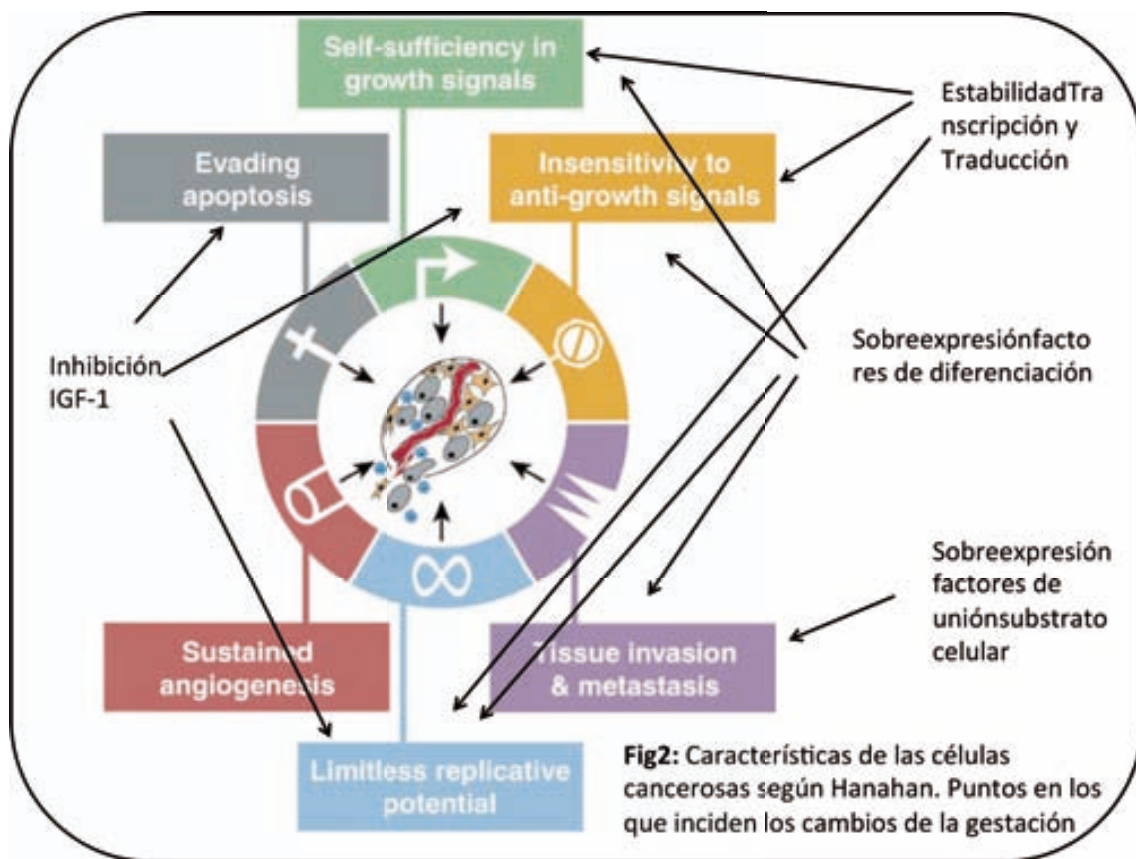 Self-sufficiency in
growth signals
EstabilidadTra
nscripción y
Traducción
Evading
apoptosis
Insensitivity to
anti-growth signals
Inhibición
IGF-1
Sobreexpresiónfacto
res de diferenciación
Sobreexpresión
factores de
uniónsubstrato
celular
Sustained
angiogenesis
Tissue invasion
& metastasis
Limitless replicative
potential
Fig2: Características de las células
cancerosas según Hanahan. Puntos en los
que inciden los cambios de la gestación